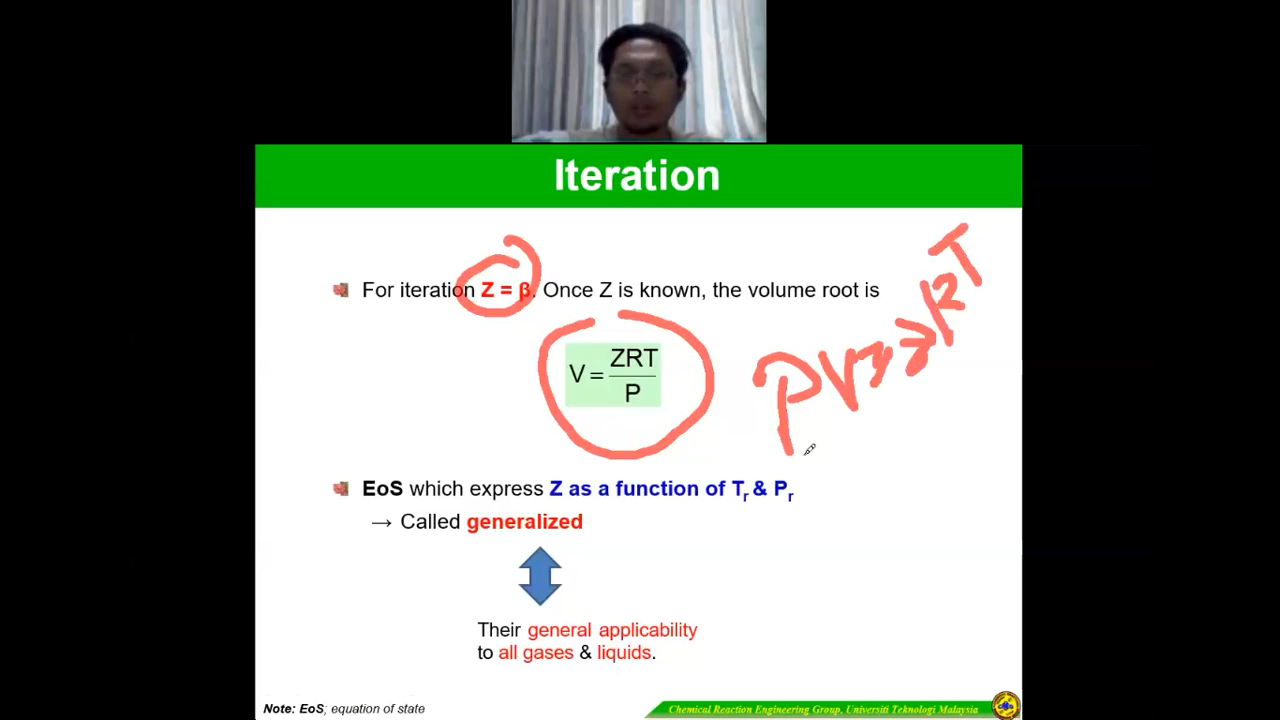 Iteration
For iteration Z = β. Once Z is known, the volume root is
V = ZRT / P
PV = ZRT
EoS which express Z as a function of Tr & Pr
→ Called generalized
Their general applicability
to all gases & liquids.
Note: EoS; equation of state
Chemical Reaction Engineering Group, Universiti Teknologi Malaysia